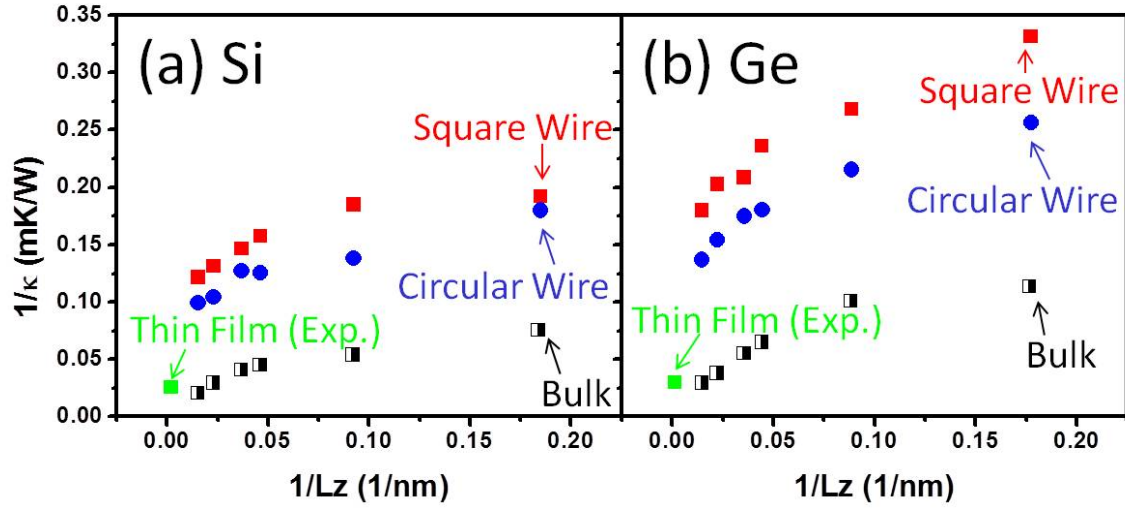 (a) Si
(b) Ge
0.35
0.30
0.25
0.20
0.15
0.10
0.05
0.00
1/κ (mK/W)
Square Wire
Circular Wire
Thin Film (Exp.)
Bulk
Square Wire
Circular Wire
Thin Film (Exp.)
Bulk
0.00 0.05 0.10 0.15 0.20
0.00 0.05 0.10 0.15 0.20
1/Lz (1/nm)
1/Lz (1/nm)